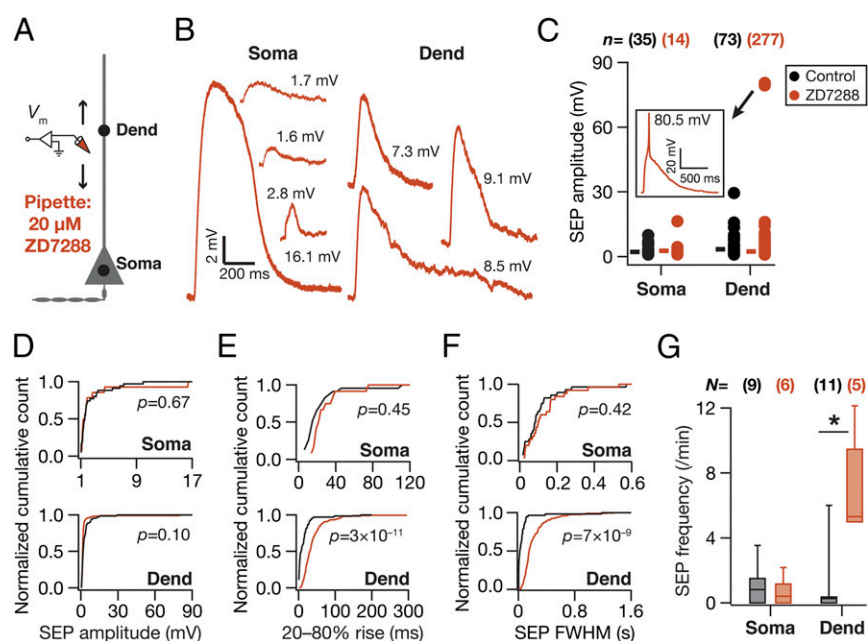 A
Vm
Dend
Pipette:
20 µM
ZD7288
Soma
B
Soma
Dend
1.7 mV
1.6 mV
2.8 mV
16.1 mV
2 mV
200 ms
7.3 mV
9.1 mV
8.5 mV
C
n= (35) (14) (73) (277)
SEP amplitude (mV)
90
60
30
0
Control
ZD7288
80.5 mV
20 mV
500 ms
Soma
Dend
D
Normalized cumulative count
1.0
0.5
0.0
p=0.67
Soma
1 9 17
1.0
0.5
0.0
p=0.10
Dend
0 30 60 90
SEP amplitude (mV)
E
Normalized cumulative count
1.0
0.5
0.0
p=0.45
Soma
0 40 80 120
1.0
0.5
0.0
p=3×10⁻¹¹
Dend
0 100 200 300
20–80% rise (ms)
F
Normalized cumulative count
1.0
0.5
0.0
p=0.42
Soma
0 0.2 0.4 0.6
1.0
0.5
0.0
p=7×10⁻⁹
Dend
0 0.8 1.6
SEP FWHM (s)
G
N= (9) (6) (11) (5)
SEP frequency (/min)
12
8
4
0
*
Soma
Dend